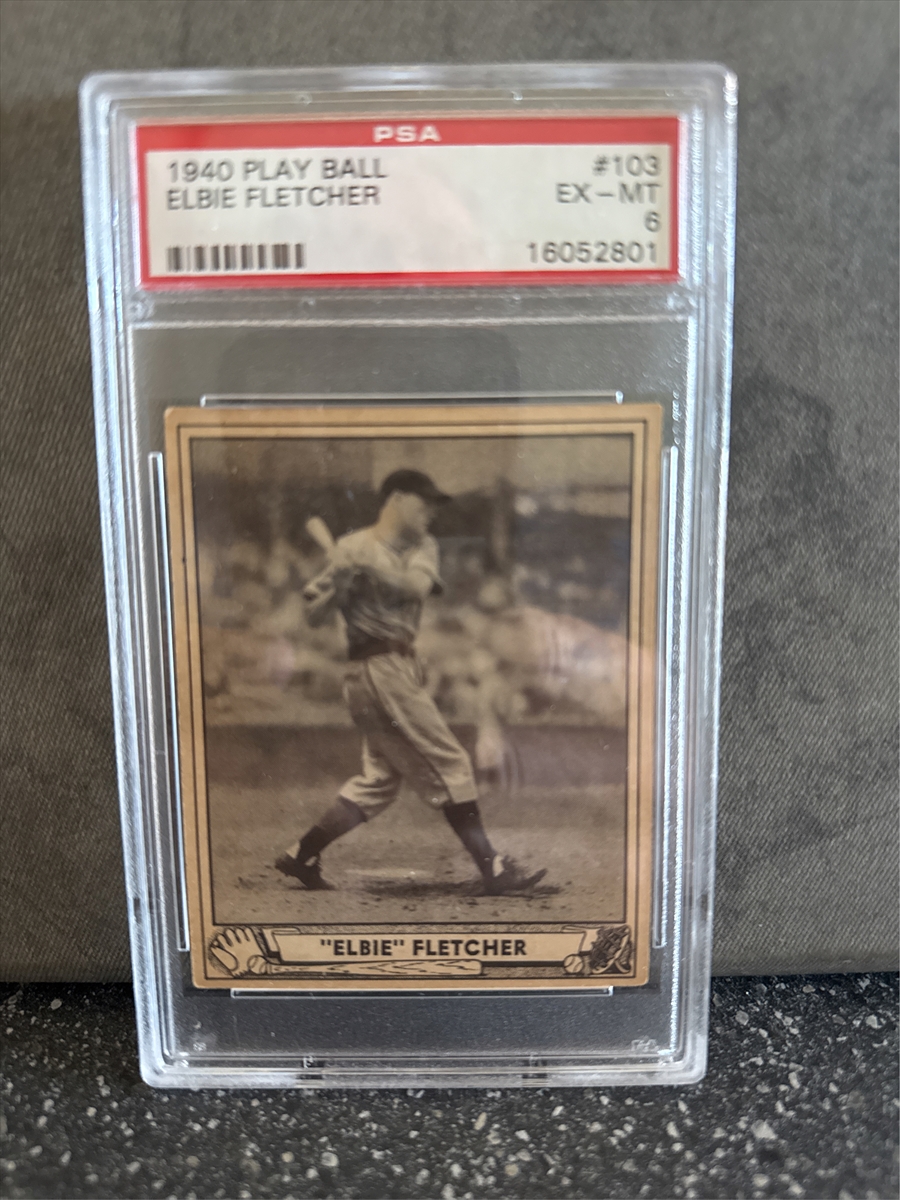 PSA
1940 PLAY BALL #103
ELBIE FLETCHER EX - MT
6
16052801
"ELBIE" FLETCHER